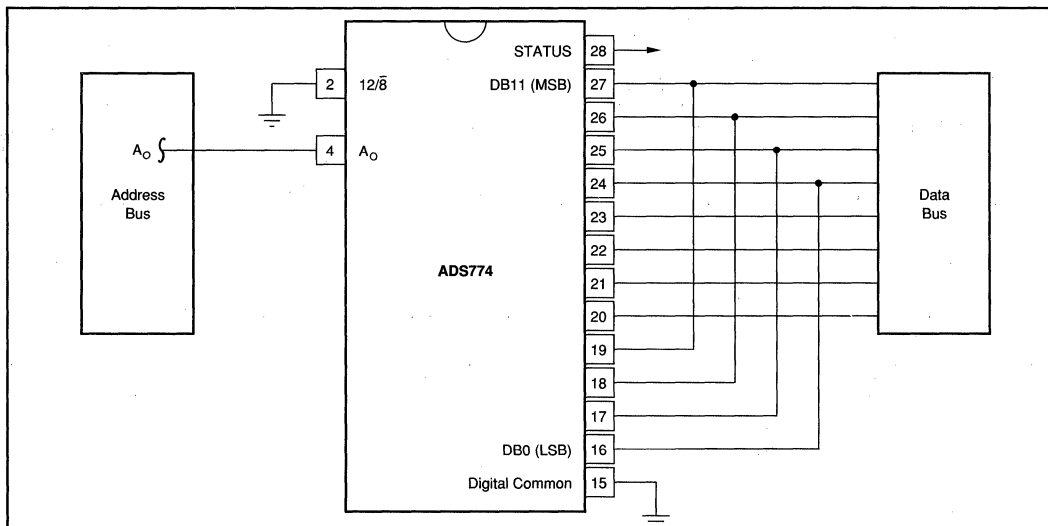 STATUS 28
2 12/8̅ DB11 (MSB) 27
26
A₀ 4 A₀ 25
24
Address Bus Data Bus
23
22
ADS774 21
20
19
18
17
DB0 (LSB) 16
Digital Common 15